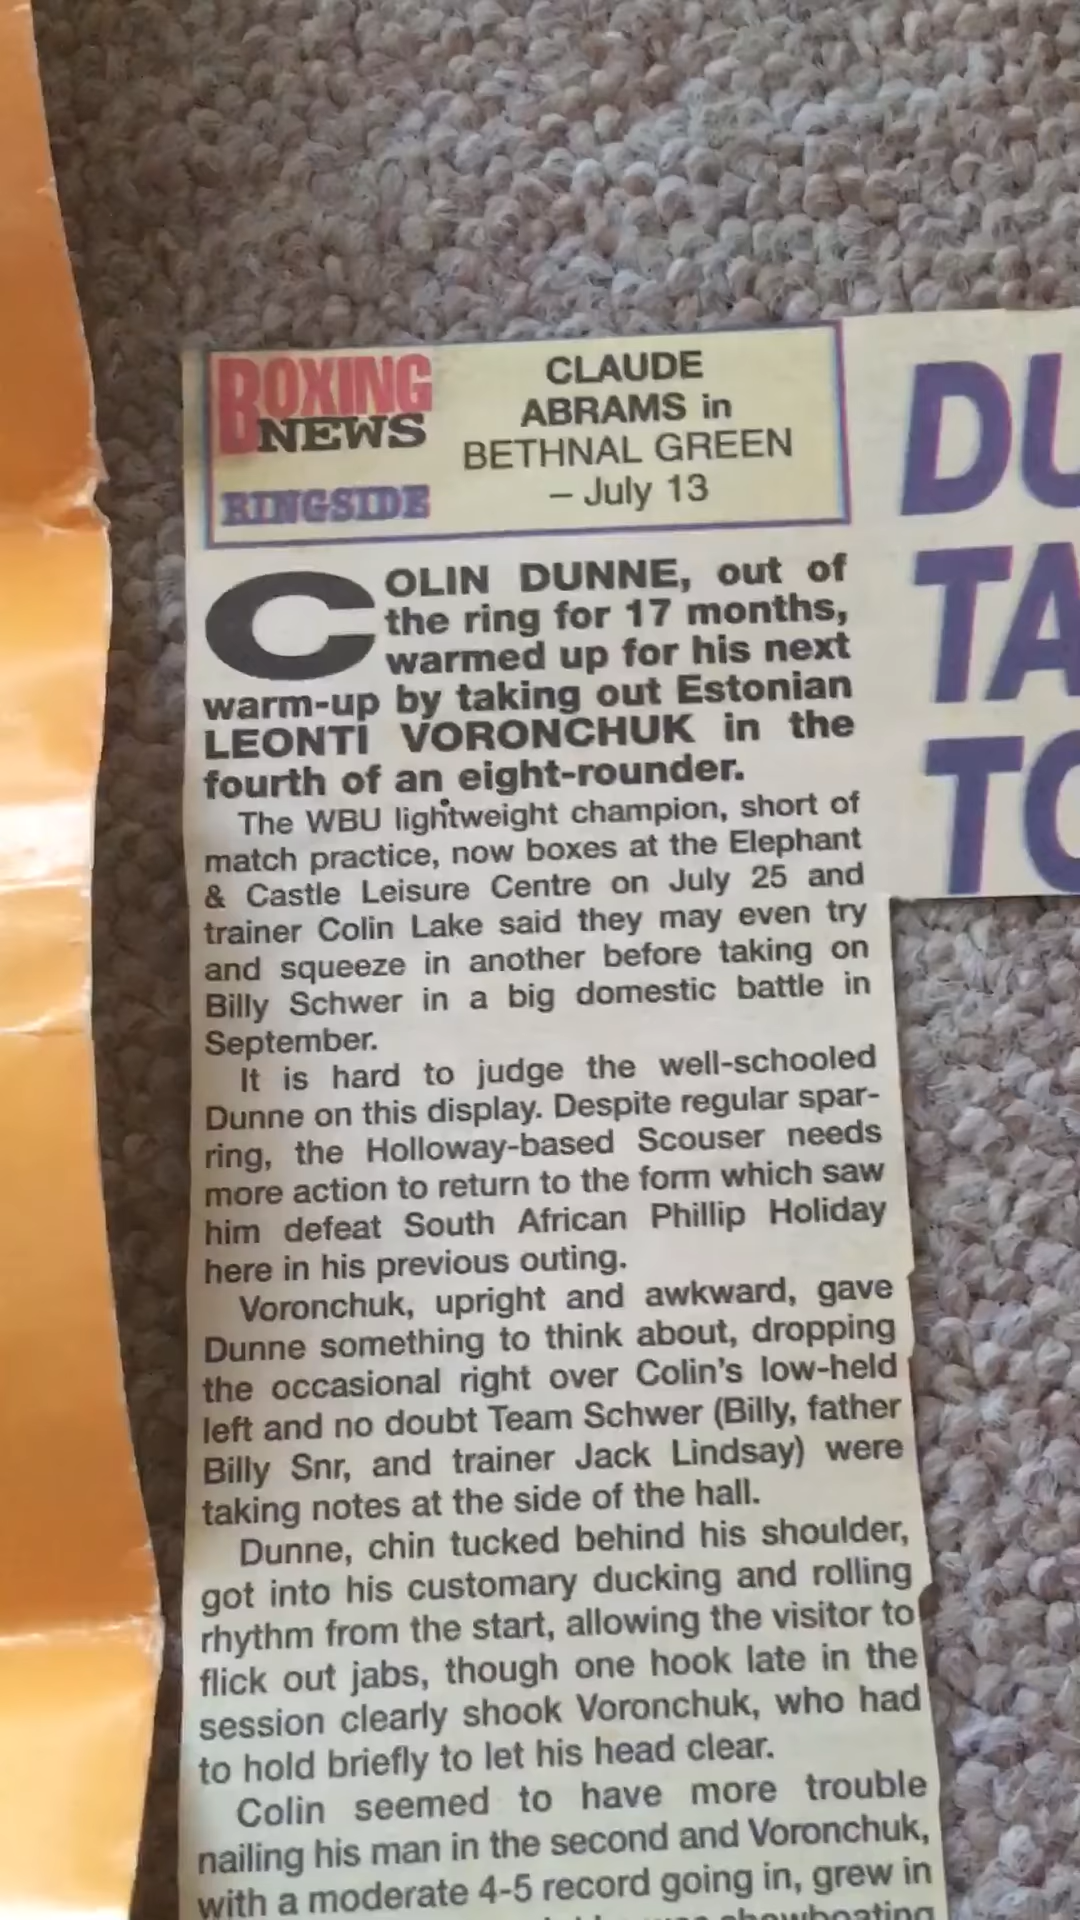 BOXING
NEWS
RINGSIDE
CLAUDE
ABRAMS in
BETHNAL GREEN
– July 13
DU
TA
TO
COLIN DUNNE, out of
the ring for 17 months,
warmed up for his next
warm-up by taking out Estonian
LEONTI VORONCHUK in the
fourth of an eight-rounder.
The WBU lightweight champion, short of
match practice, now boxes at the Elephant
& Castle Leisure Centre on July 25 and
trainer Colin Lake said they may even try
and squeeze in another before taking on
Billy Schwer in a big domestic battle in
September.
It is hard to judge the well-schooled
Dunne on this display. Despite regular spar-
ring, the Holloway-based Scouser needs
more action to return to the form which saw
him defeat South African Phillip Holiday
here in his previous outing.
Voronchuk, upright and awkward, gave
Dunne something to think about, dropping
the occasional right over Colin's low-held
left and no doubt Team Schwer (Billy, father
Billy Snr, and trainer Jack Lindsay) were
taking notes at the side of the hall.
Dunne, chin tucked behind his shoulder,
got into his customary ducking and rolling
rhythm from the start, allowing the visitor to
flick out jabs, though one hook late in the
session clearly shook Voronchuk, who had
to hold briefly to let his head clear.
Colin seemed to have more trouble
nailing his man in the second and Voronchuk,
with a moderate 4-5 record going in, grew in
showboating